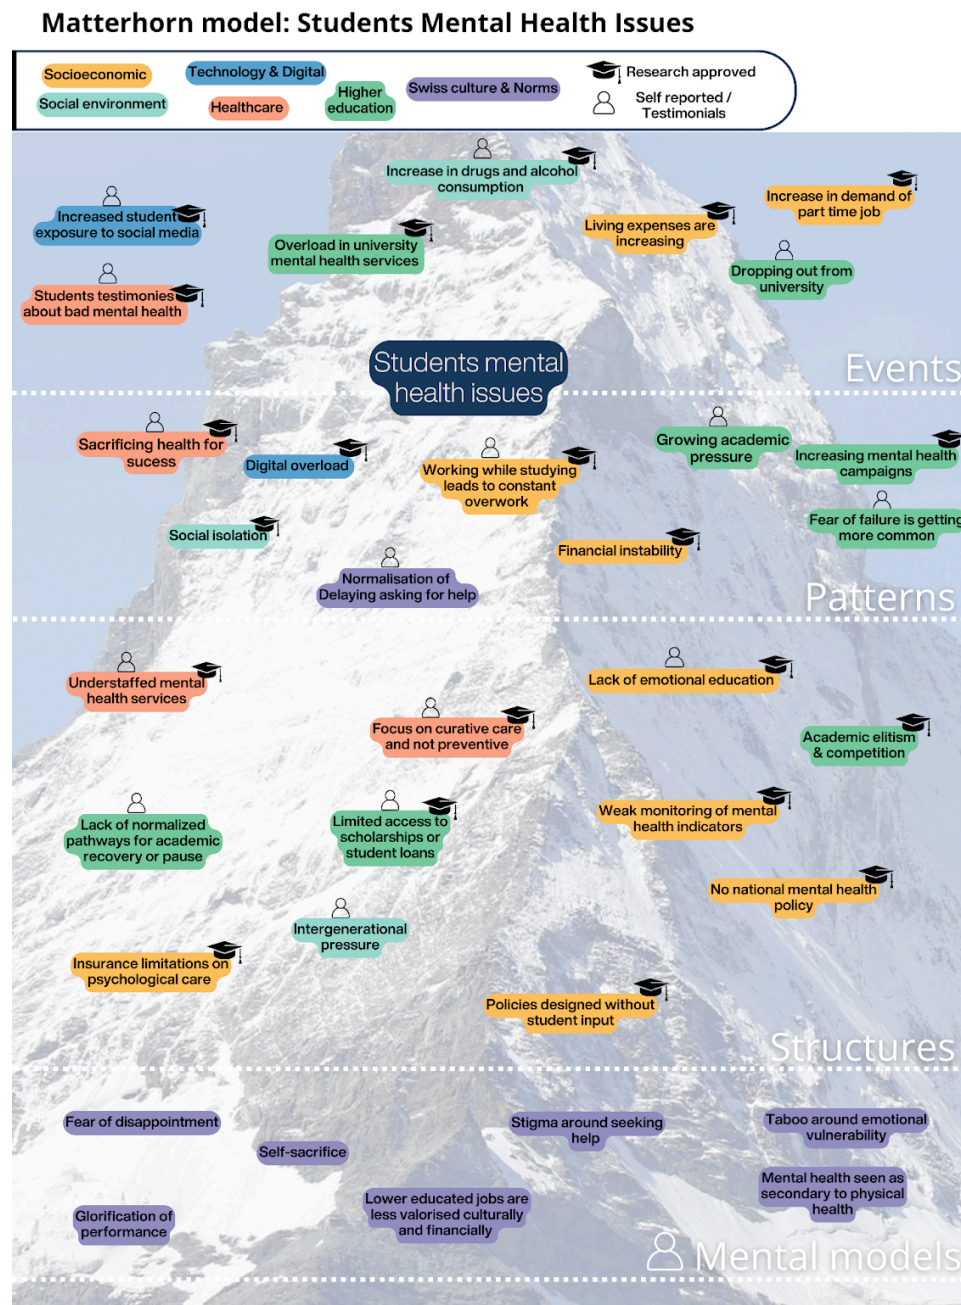 Matterhorn model: Students Mental Health Issues
Socioeconomic
Technology & Digital
Higher
education
Swiss culture & Norms
Research approved
Social environment
Healthcare
Self reported /
Testimonials
Increase in drugs and alcohol
consumption
Increase in demand of
part time job
Increased student
exposure to social media
Living expenses are
increasing
Overload in university
mental health services
Dropping out from
university
Students testimonies
about bad mental health
Students mental
health issues
Events
Sacrificing health for
sucess
Digital overload
Working while studying
leads to constant
overwork
Growing academic
pressure
Increasing mental health
campaigns
Social isolation
Financial instability
Fear of failure is getting
more common
Normalisation of
Delaying asking for help
Patterns
Understaffed mental
health services
Lack of emotional education
Focus on curative care
and not preventive
Academic elitism
& competition
Lack of normalized
pathways for academic
recovery or pause
Limited access to
scholarships or
student loans
Weak monitoring of mental
health indicators
No national mental health
policy
Intergenerational
pressure
Insurance limitations on
psychological care
Policies designed without
student input
Structures
Fear of disappointment
Self-sacrifice
Stigma around seeking
help
Taboo around emotional
vulnerability
Glorification of
performance
Lower educated jobs are
less valorised culturally
and financially
Mental health seen as
secondary to physical
health
Mental models